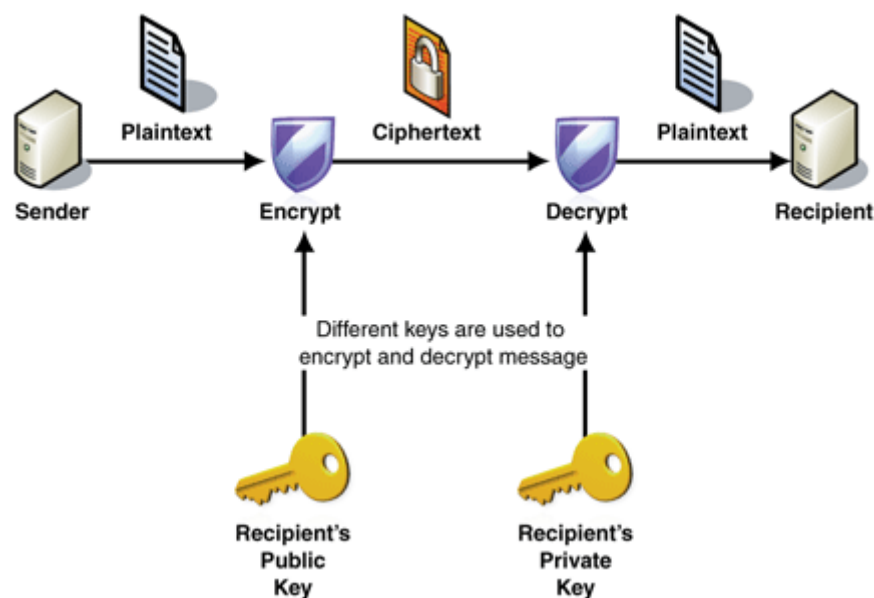 Plaintext
Ciphertext
Plaintext
Sender
Encrypt
Decrypt
Recipient
Different keys are used to
encrypt and decrypt message
Recipient's
Public
Key
Recipient's
Private
Key